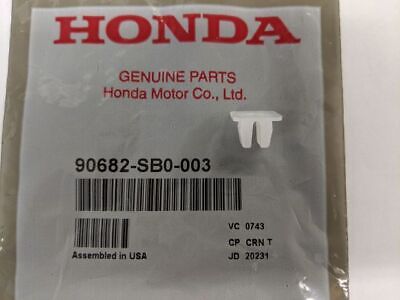 HONDA
GENUINE PARTS
Honda Motor Co., Ltd.
90682-SB0-003
VC 0743
CP CRN T
Assembled in USA JD 20231